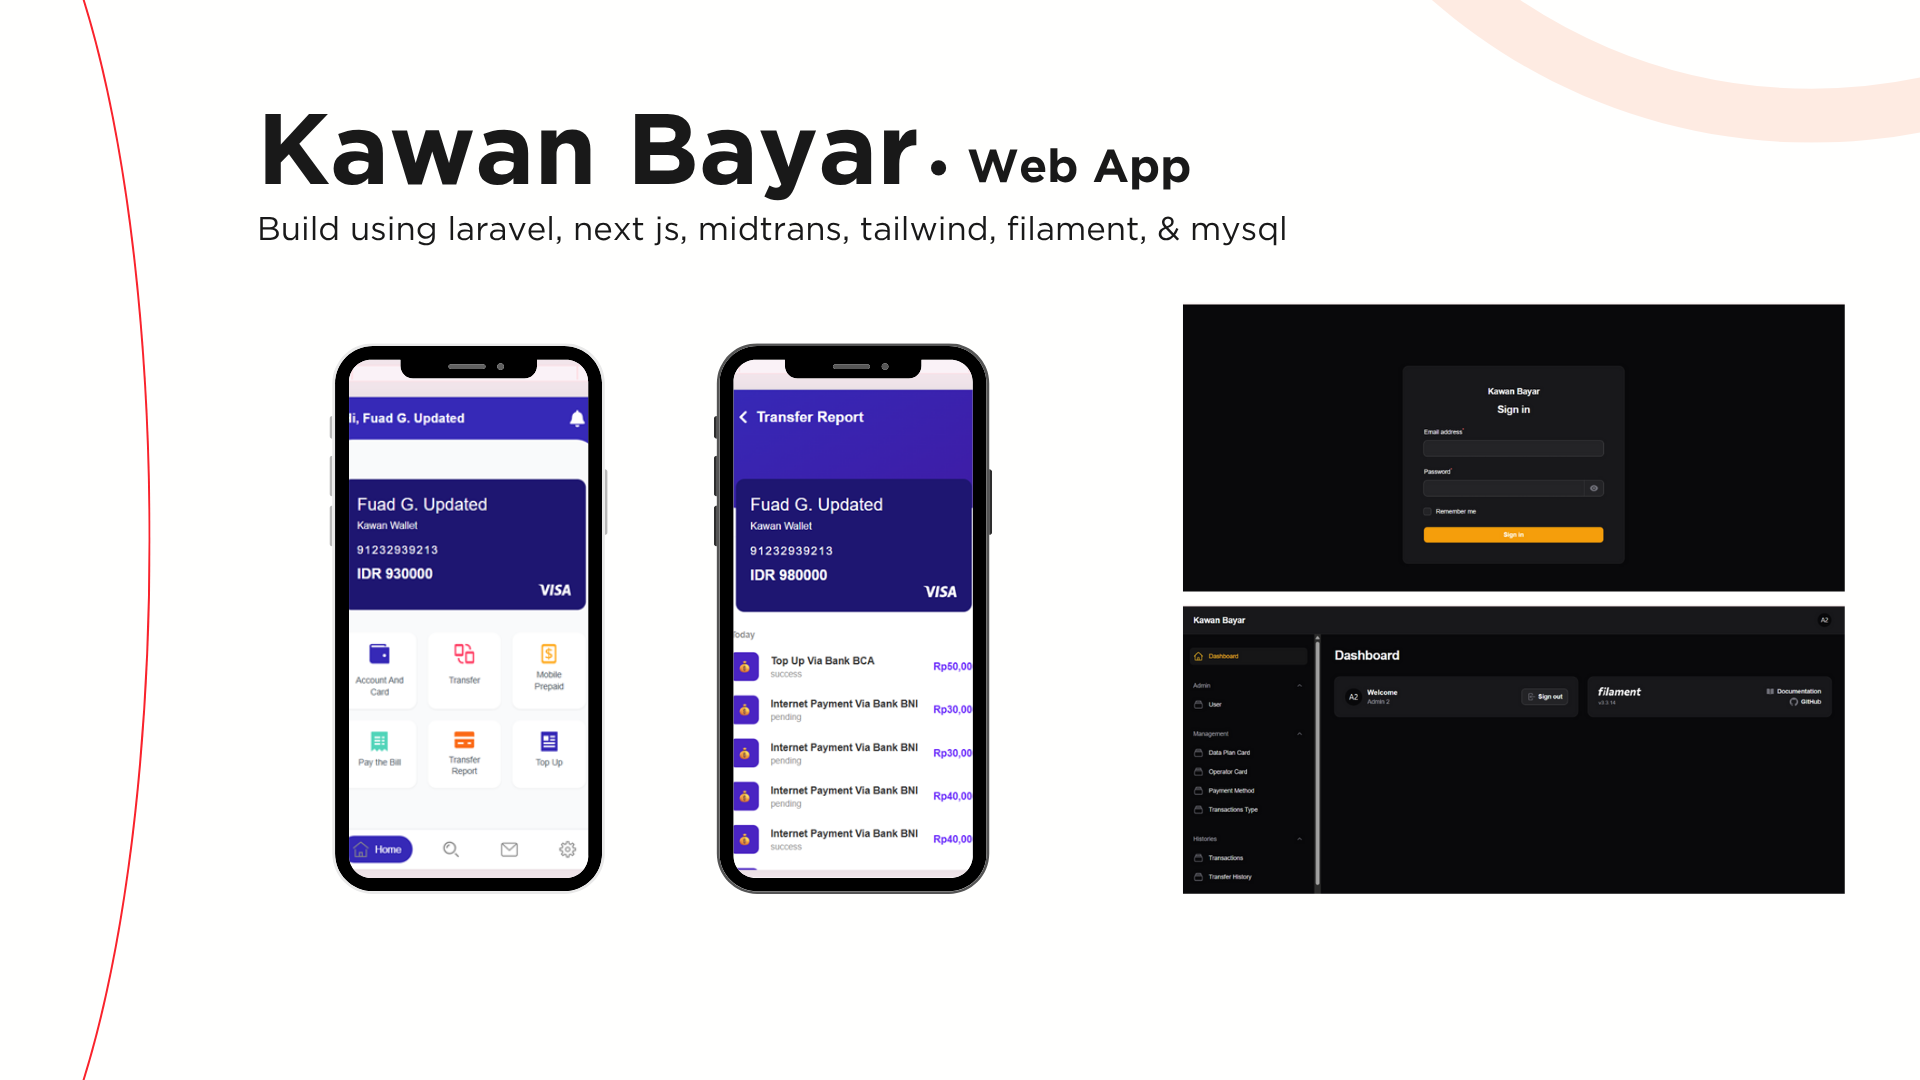 Kawan Bayar • Web App
Build using laravel, next js, midtrans, tailwind, filament, & mysql
Hi, Fuad G. Updated
Fuad G. Updated
Kawan Wallet
91232939213
IDR 930000
VISA
Account And
Card
Transfer
Mobile
Prepaid
Pay the Bill
Transfer
Report
Top Up
Home
Transfer Report
Fuad G. Updated
Kawan Wallet
91232939213
IDR 980000
VISA
Today
Top Up Via Bank BCA
success
Rp50,00
Internet Payment Via Bank BNI
pending
Rp30,00
Internet Payment Via Bank BNI
pending
Rp30,00
Internet Payment Via Bank BNI
pending
Rp40,00
Internet Payment Via Bank BNI
success
Rp40,00
Kawan Bayar
Sign in
Email address*
Password*
Remember me
Sign in
Kawan Bayar
A2
Dashboard
Admin
User
Management
Data Plan Card
Operator Card
Payment Method
Transactions Type
Histories
Transactions
Transfer History
Dashboard
A2
Welcome
Admin 2
Sign out
filament
v3.3.14
Documentation
GitHub